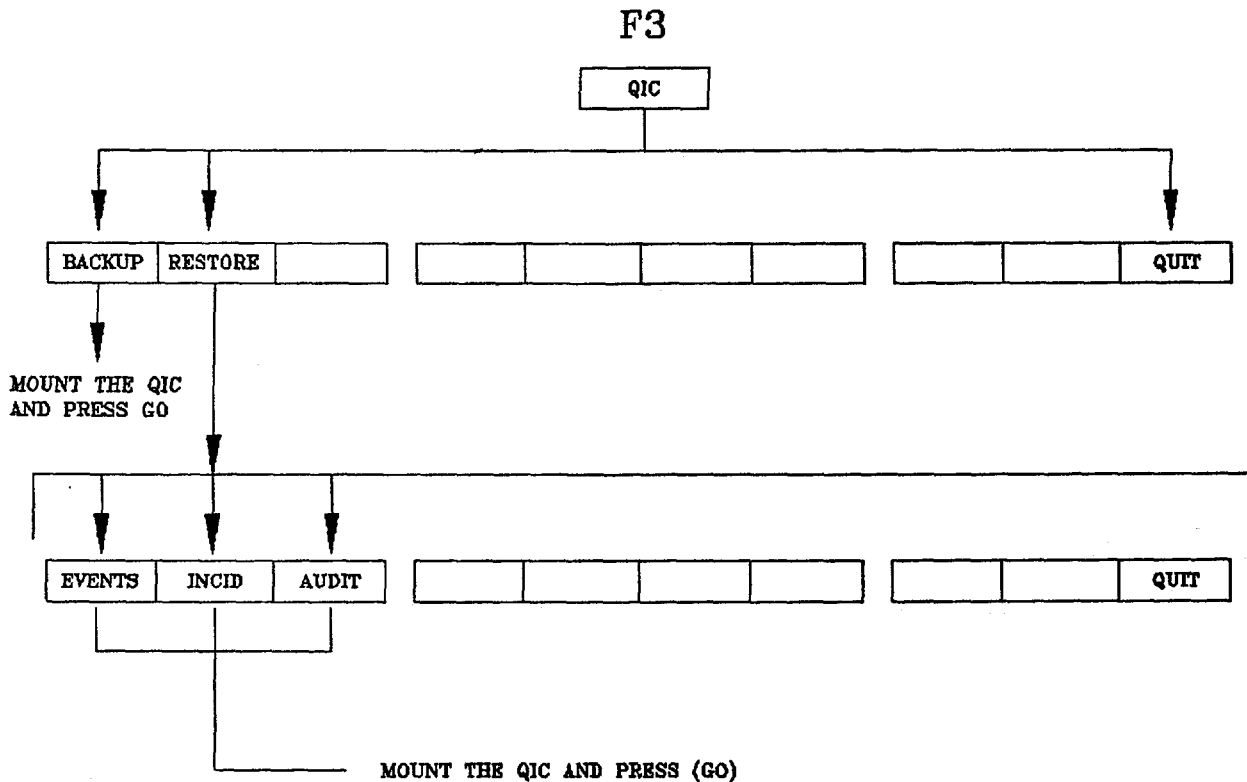 F3
QIC
BACKUP RESTORE QUIT
MOUNT THE QIC
AND PRESS GO
EVENTS INCID AUDIT QUIT
MOUNT THE QIC AND PRESS (GO)